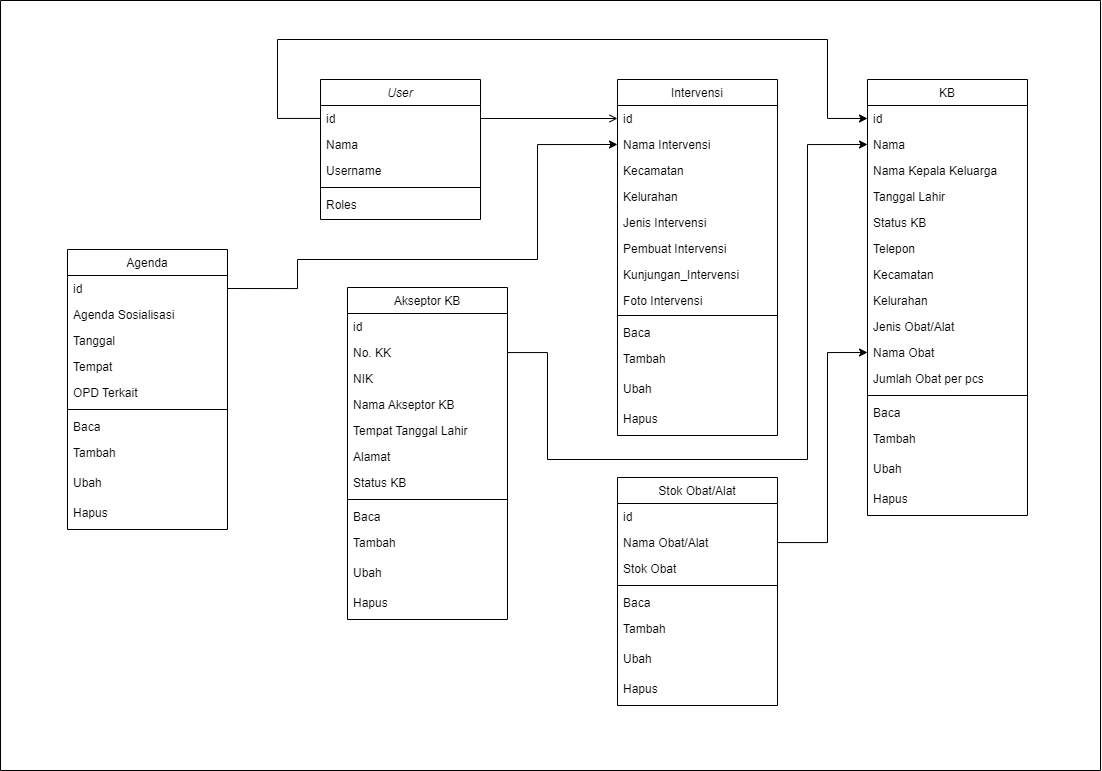 User
id
Nama
Username
Roles
Intervensi
id
Nama Intervensi
Kecamatan
Kelurahan
Jenis Intervensi
Pembuat Intervensi
Kunjungan_Intervensi
Foto Intervensi
Baca
Tambah
Ubah
Hapus
KB
id
Nama
Nama Kepala Keluarga
Tanggal Lahir
Status KB
Telepon
Kecamatan
Kelurahan
Jenis Obat/Alat
Nama Obat
Jumlah Obat per pcs
Baca
Tambah
Ubah
Hapus
Agenda
id
Agenda Sosialisasi
Tanggal
Tempat
OPD Terkait
Baca
Tambah
Ubah
Hapus
Akseptor KB
id
No. KK
NIK
Nama Akseptor KB
Tempat Tanggal Lahir
Alamat
Status KB
Baca
Tambah
Ubah
Hapus
Stok Obat/Alat
id
Nama Obat/Alat
Stok Obat
Baca
Tambah
Ubah
Hapus